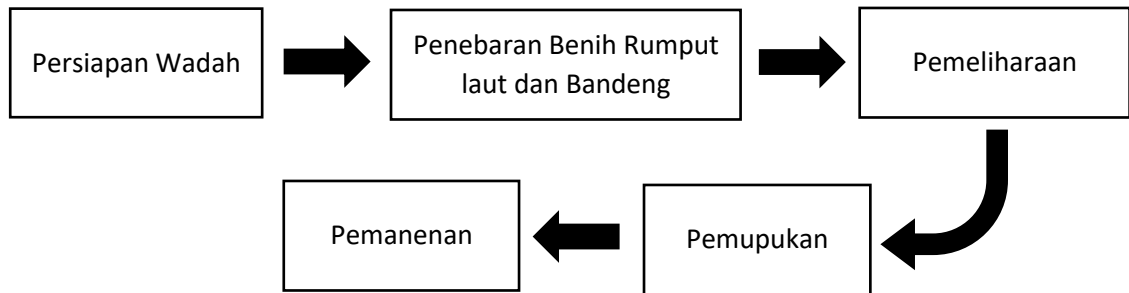 Persiapan Wadah
Penebaran Benih Rumput
laut dan Bandeng
Pemeliharaan
Pemupukan
Pemanenan